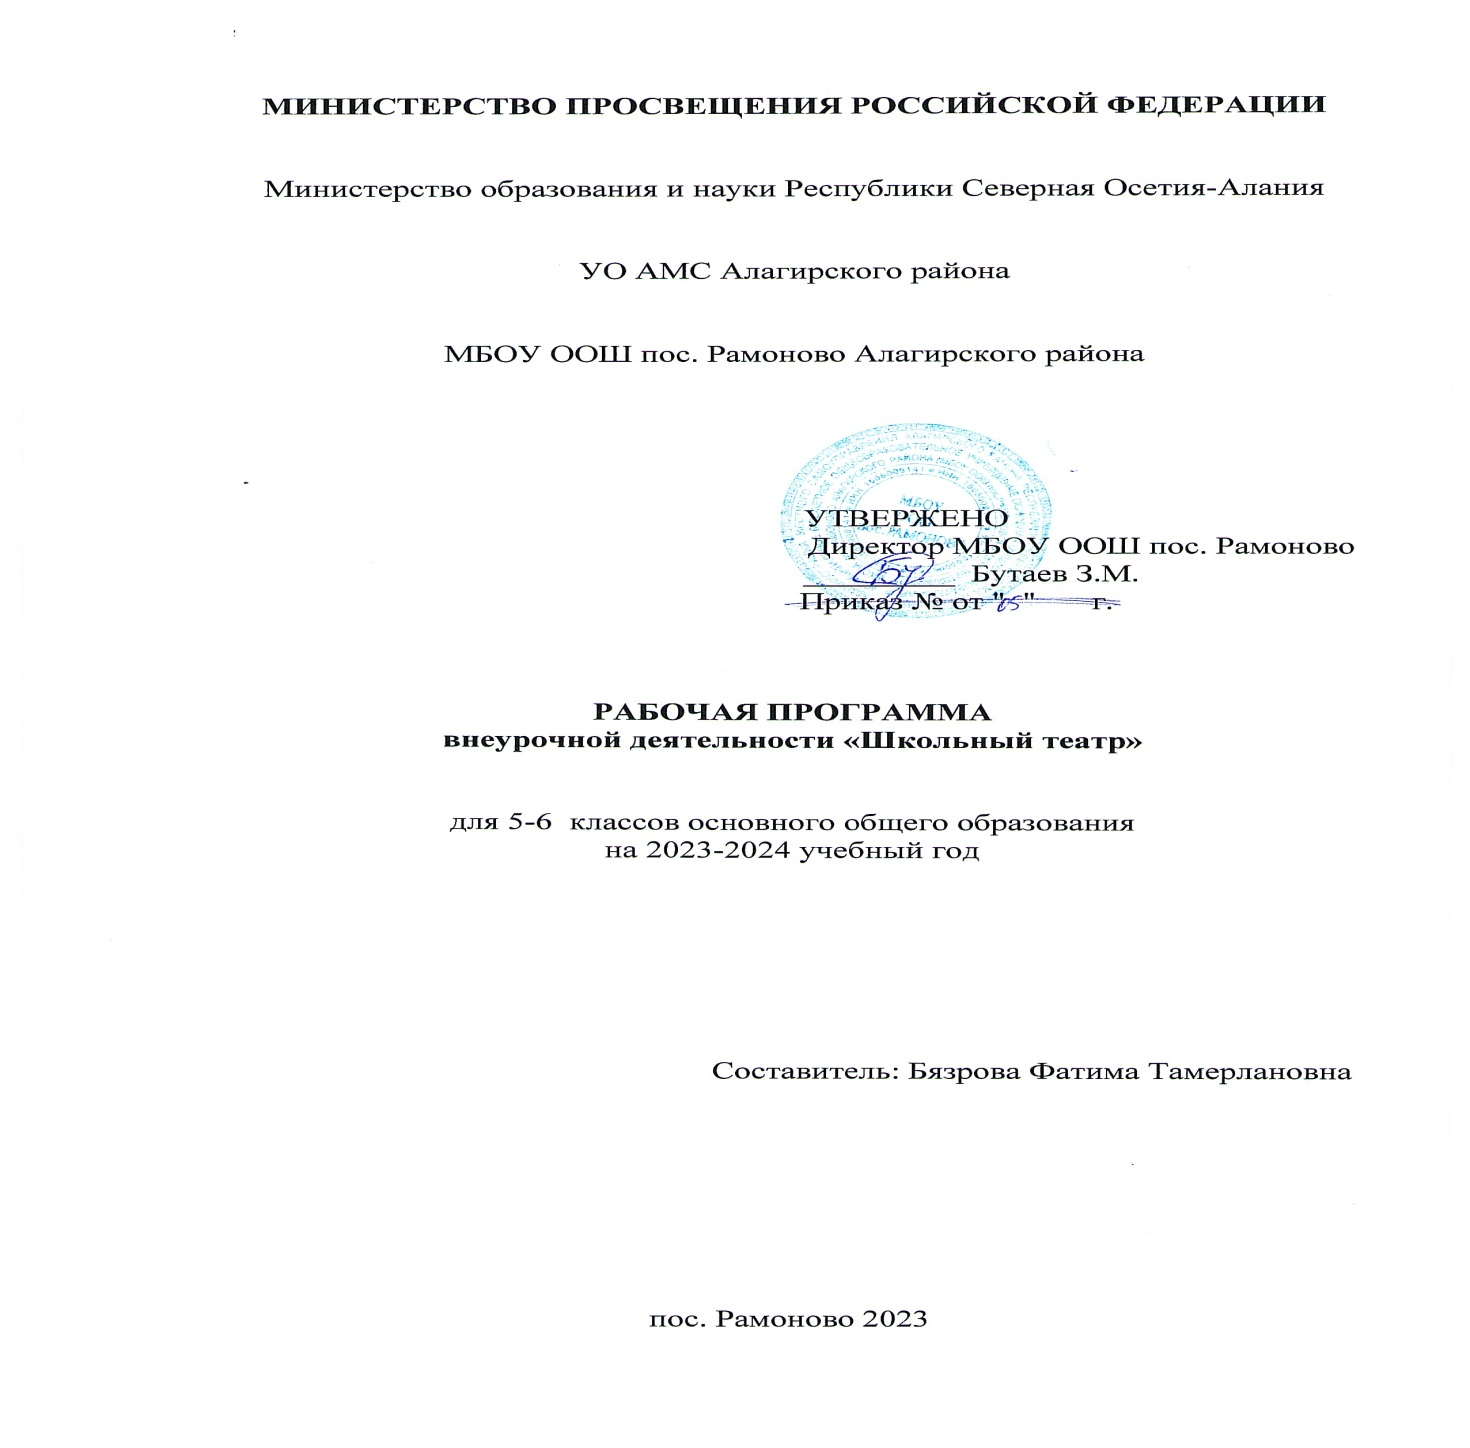 МИНИСТЕРСТВО ПРОСВЕЩЕНИЯ РОССИЙСКОЙ ФЕДЕРАЦИИ
Министерство образования и науки Республики Северная Осетия-Алания
УО АМС Алагирского района
МБОУ ООШ пос. Рамоново Алагирского района
МБОУ
УТВЕРЖЕНО
Директор МБОУ ООШ пос. Рамоново
____________ Бутаев З.М.
Приказ № от " " г.
РАБОЧАЯ ПРОГРАММА
внеурочной деятельности «Школьный театр»
для 5-6 классов основного общего образования
на 2023-2024 учебный год
Составитель: Бязрова Фатима Тамерлановна
пос. Рамоново 2023